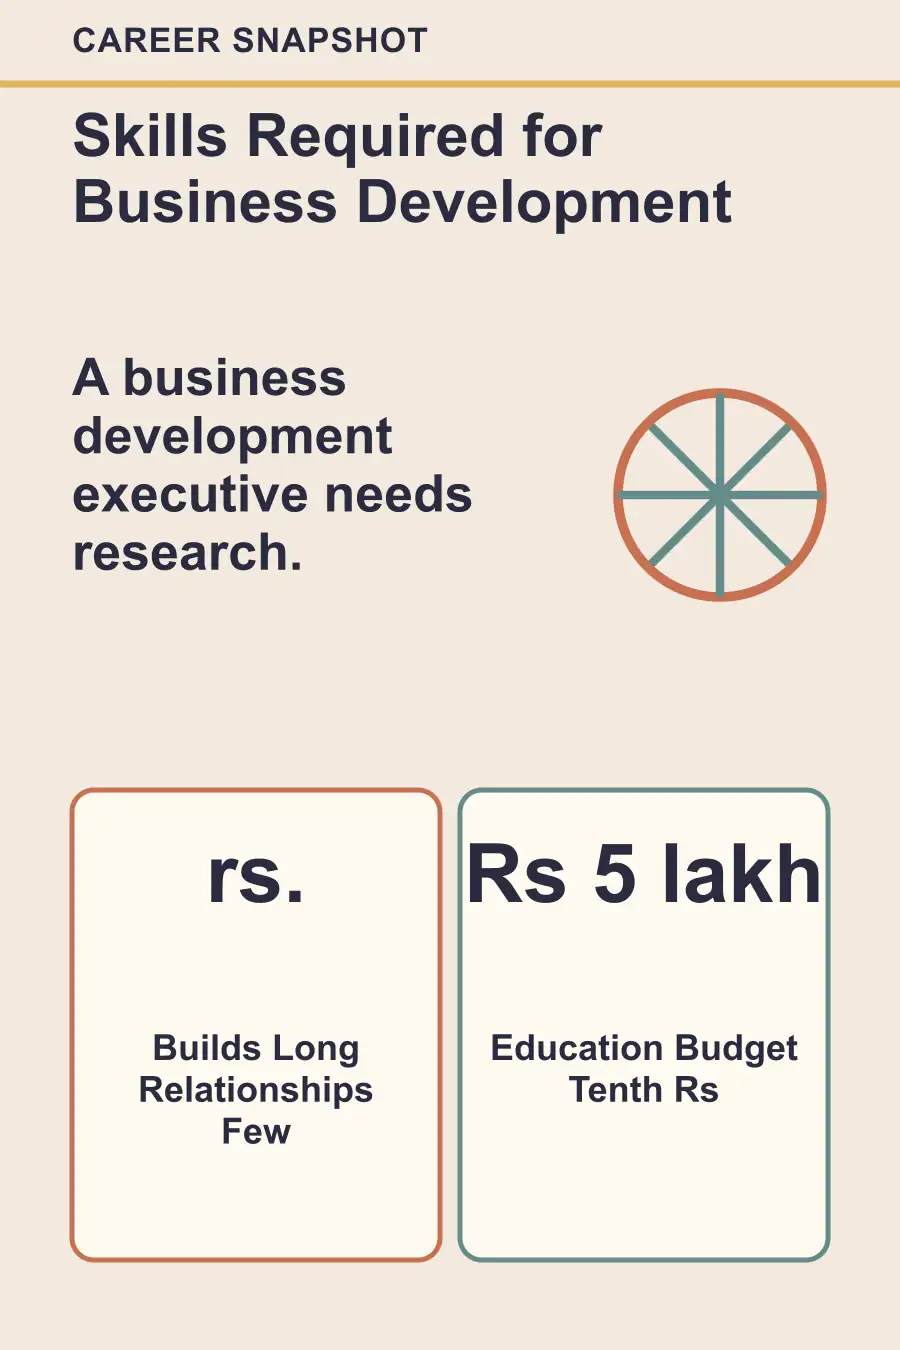 CAREER SNAPSHOT
Skills Required for
Business Development
A business
development
executive needs
research.
rs.
Builds Long
Relationships
Few
Rs 5 lakh
Education Budget
Tenth Rs